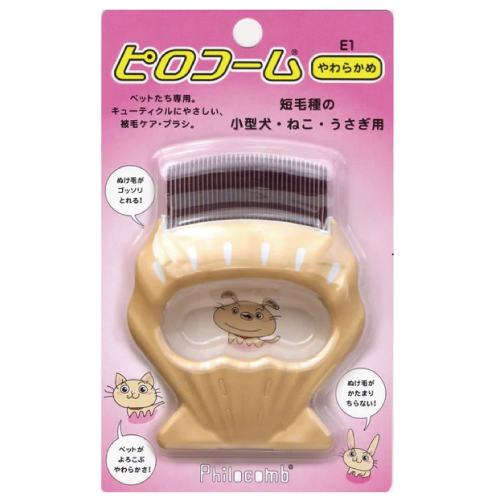 ピロコーム®
E1
やわらかめ
ペットたち専用。
キューティクルにやさしい、
被毛ケア・ブラシ。
短毛種の
小型犬・ねこ・うさぎ用
ぬけ毛が
ゴッソリ
とれる!
ぬけ毛が
かたまり
ちらない!
ペットが
よろこぶ
やわらかさ!
Philocomb®